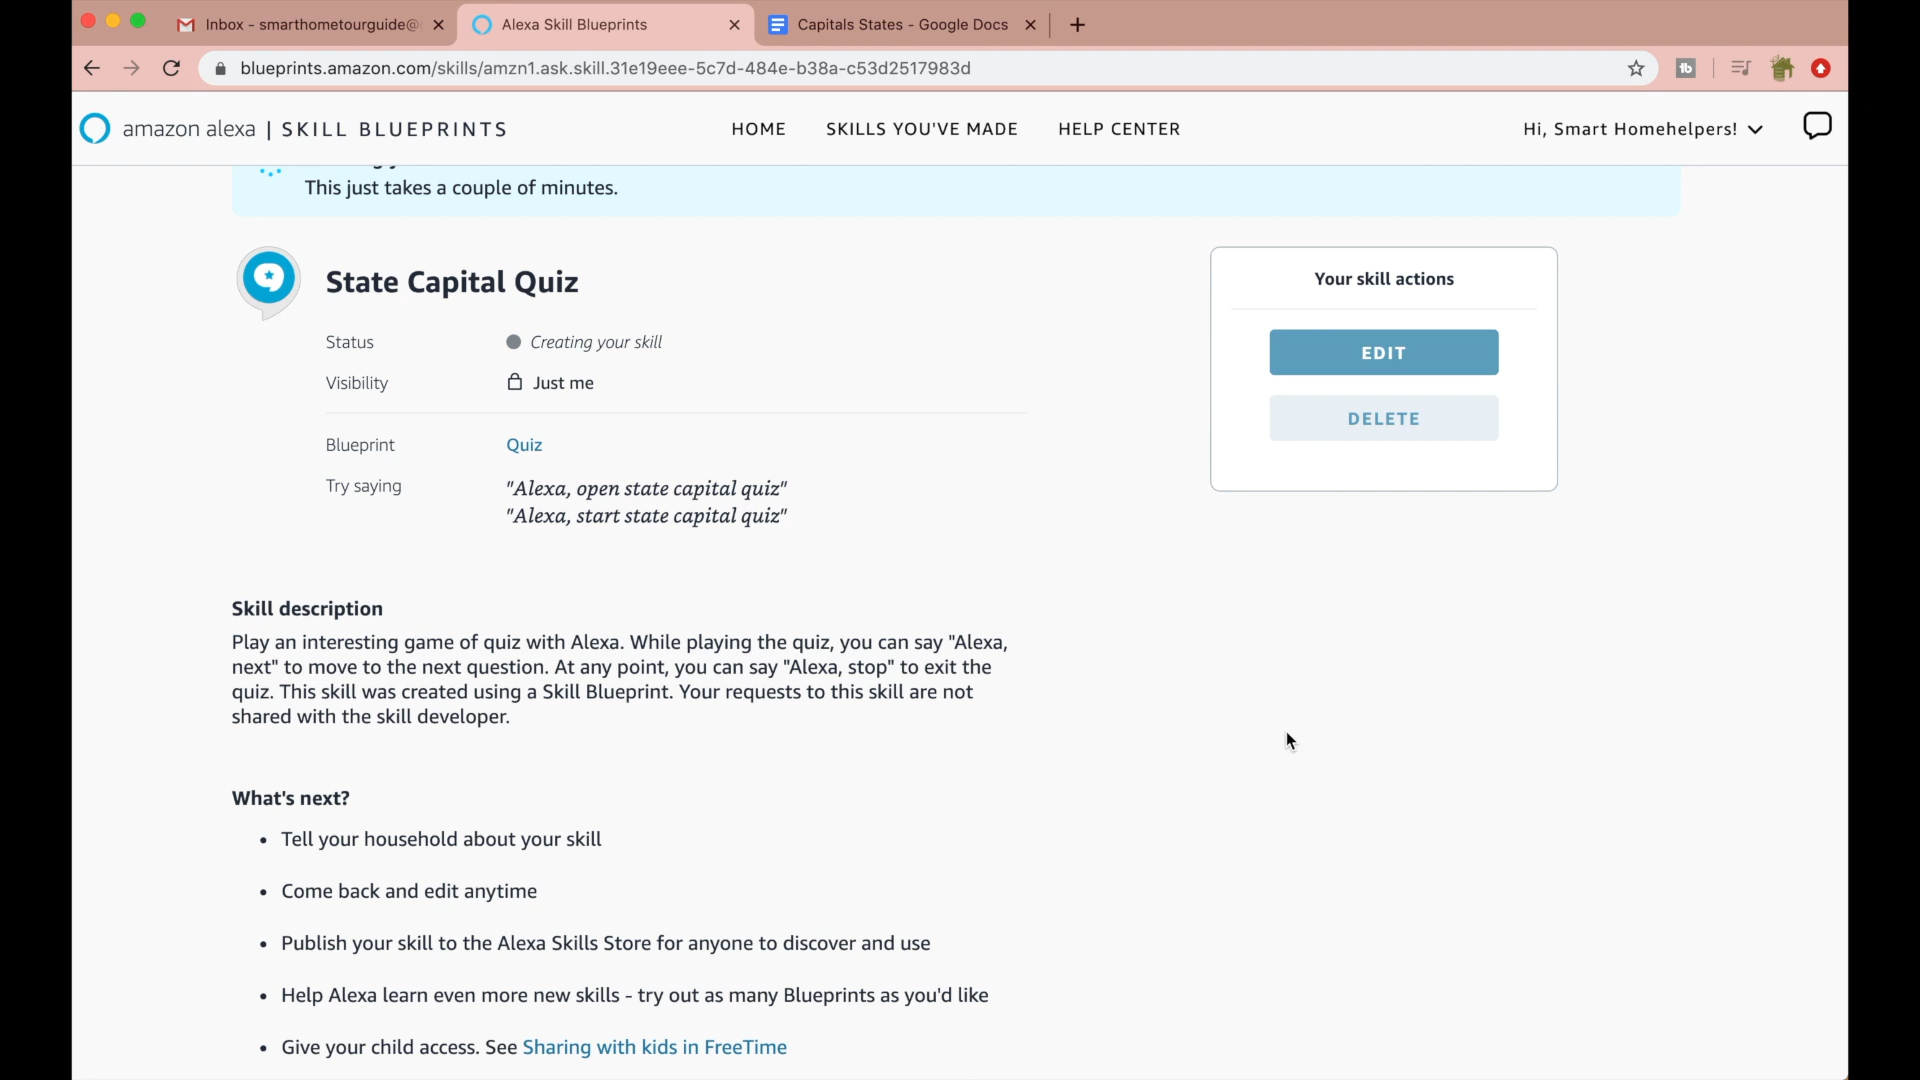 Inbox - smarthometourguide@
Alexa Skill Blueprints
Capitals States - Google Docs
blueprints.amazon.com/skills/amzn1.ask.skill.31e19eee-5c7d-484e-b38a-c53d2517983d
amazon alexa | SKILL BLUEPRINTS
HOME
SKILLS YOU'VE MADE
HELP CENTER
Hi, Smart Homehelpers!
This just takes a couple of minutes.
State Capital Quiz
Status
Creating your skill
Visibility
Just me
Blueprint
Quiz
Try saying
"Alexa, open state capital quiz"
"Alexa, start state capital quiz"
Your skill actions
EDIT
DELETE
Skill description
Play an interesting game of quiz with Alexa. While playing the quiz, you can say "Alexa,
next" to move to the next question. At any point, you can say "Alexa, stop" to exit the
quiz. This skill was created using a Skill Blueprint. Your requests to this skill are not
shared with the skill developer.
What's next?
• Tell your household about your skill
• Come back and edit anytime
• Publish your skill to the Alexa Skills Store for anyone to discover and use
• Help Alexa learn even more new skills - try out as many Blueprints as you'd like
• Give your child access. See Sharing with kids in FreeTime